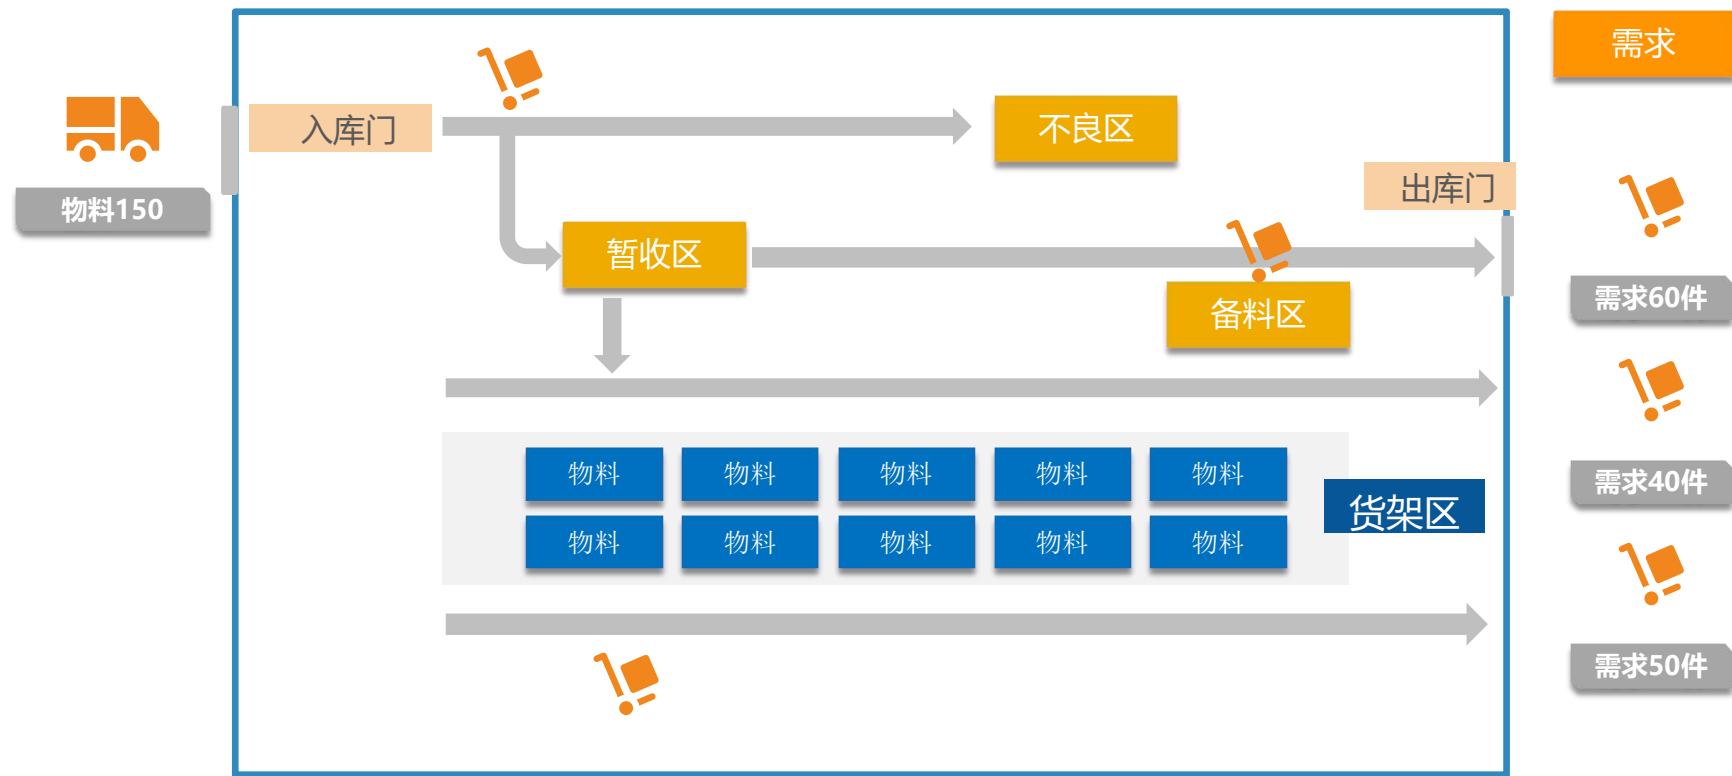 需求
入库门
不良区
物料150
出库门
暂收区
备料区
需求60件
物料 物料 物料 物料 物料
需求40件
货架区
物料 物料 物料 物料 物料
需求50件